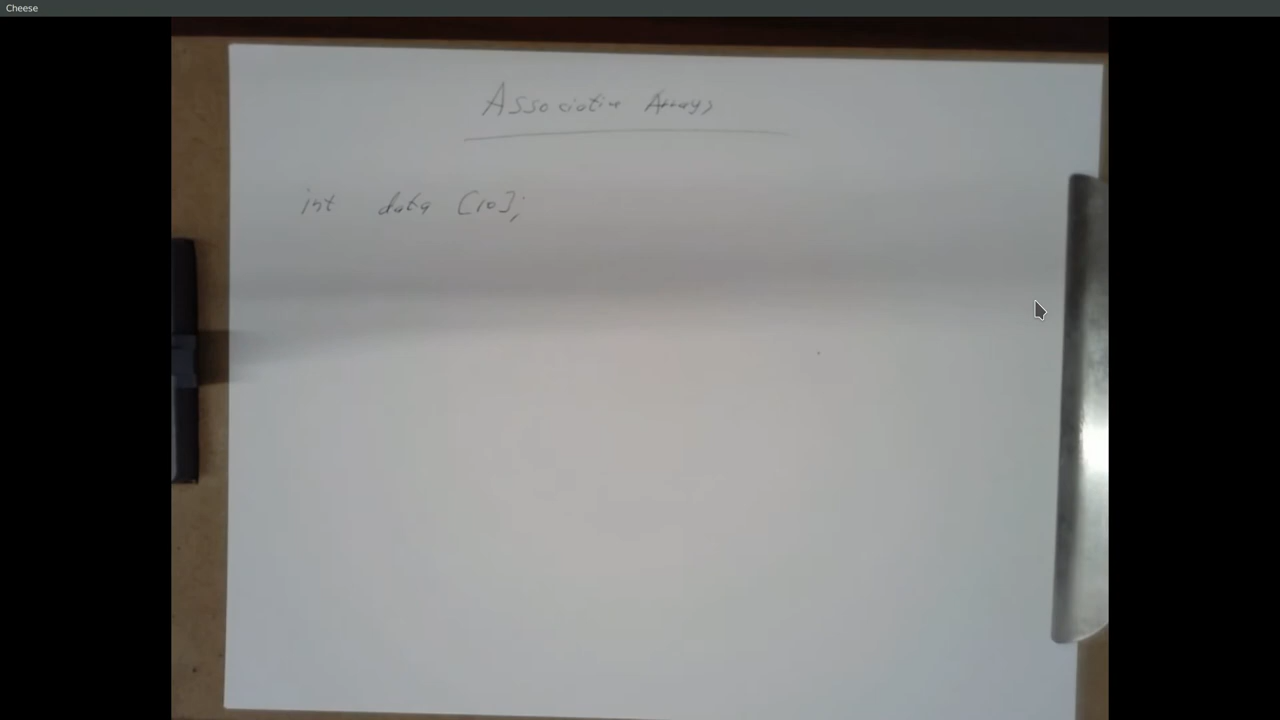 Cheese
Associative Arrays
int data [10];